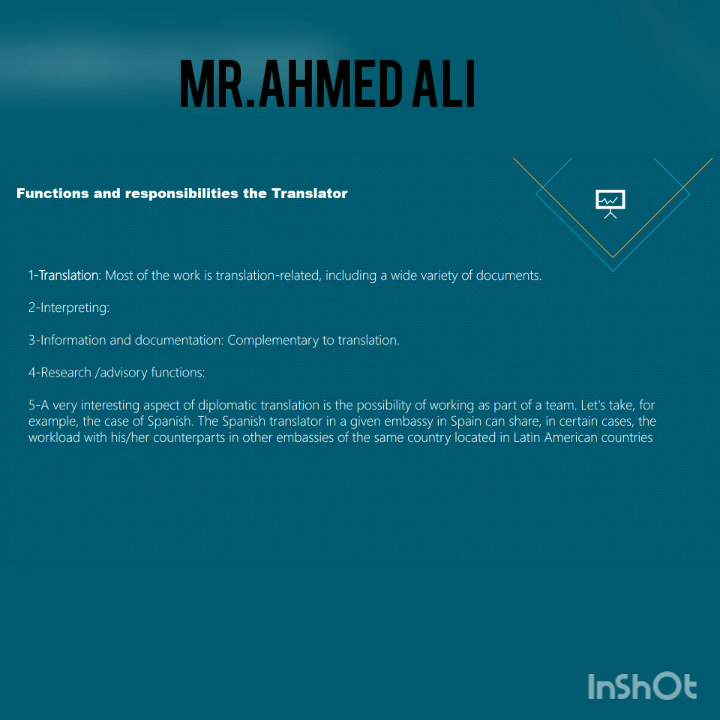 MR.AHMED ALI
Functions and responsibilities the Translator
1-Translation: Most of the work is translation-related, including a wide variety of documents.
2-Interpreting:
3-Information and documentation: Complementary to translation.
4-Research /advisory functions:
5-A very interesting aspect of diplomatic translation is the possibility of working as part of a team. Let's take, for
example, the case of Spanish. The Spanish translator in a given embassy in Spain can share, in certain cases, the
workload with his/her counterparts in other embassies of the same country located in Latin American countries
InShOt